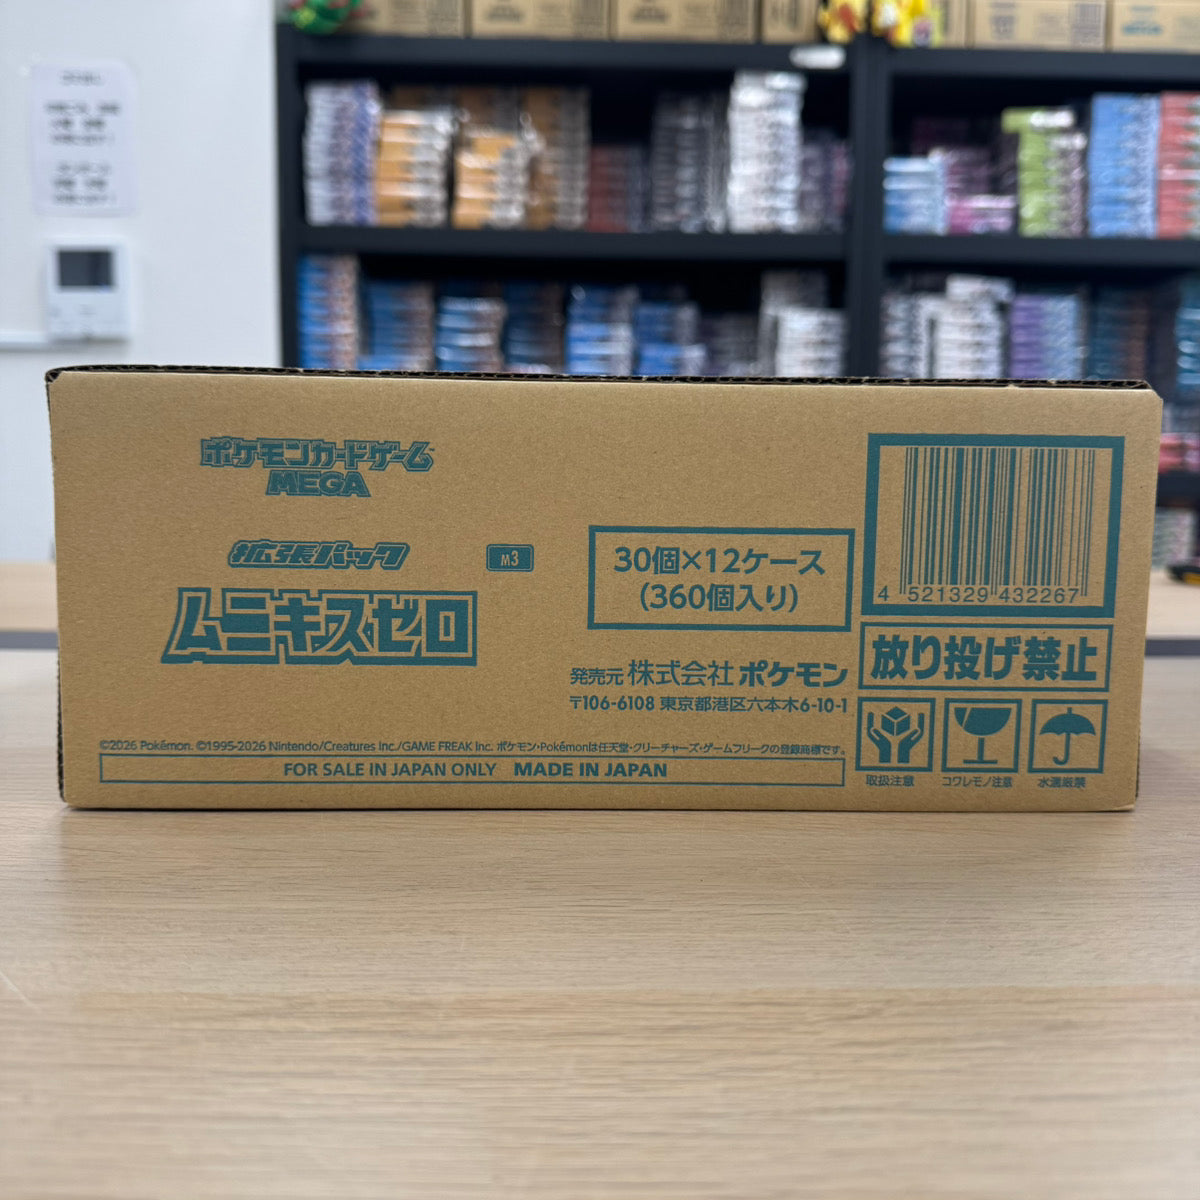 ポケモンカードゲーム
MEGA
拡張パック
M3
ムニキスゼロ
30個×12ケース
(360個入り)
発売元 株式会社 ポケモン
〒106-6108 東京都港区六本木6-10-1
©2026 Pokémon. ©1995-2026 Nintendo/Creatures Inc./GAME FREAK Inc. ポケモン・Pokémonは任天堂・クリーチャーズ・ゲームフリークの登録商標です。
FOR SALE IN JAPAN ONLY MADE IN JAPAN
4 521329 432267
放り投げ禁止
取扱注意
コワレモノ注意
水濡厳禁